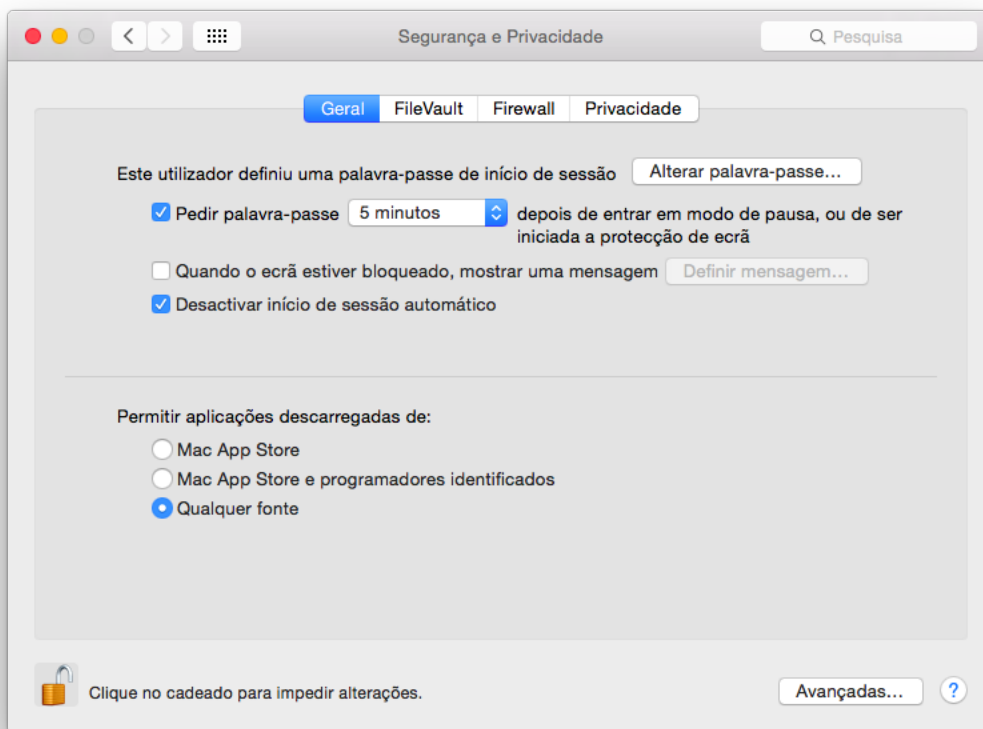 Segurança e Privacidade
Pesquisa
Geral FileVault Firewall Privacidade
Este utilizador definiu uma palavra-passe de início de sessão Alterar palavra-passe...
Pedir palavra-passe 5 minutos depois de entrar em modo de pausa, ou de ser
iniciada a protecção de ecrã
Quando o ecrã estiver bloqueado, mostrar uma mensagem Definir mensagem...
Desactivar início de sessão automático
Permitir aplicações descarregadas de:
Mac App Store
Mac App Store e programadores identificados
Qualquer fonte
Clique no cadeado para impedir alterações. Avançadas... ?